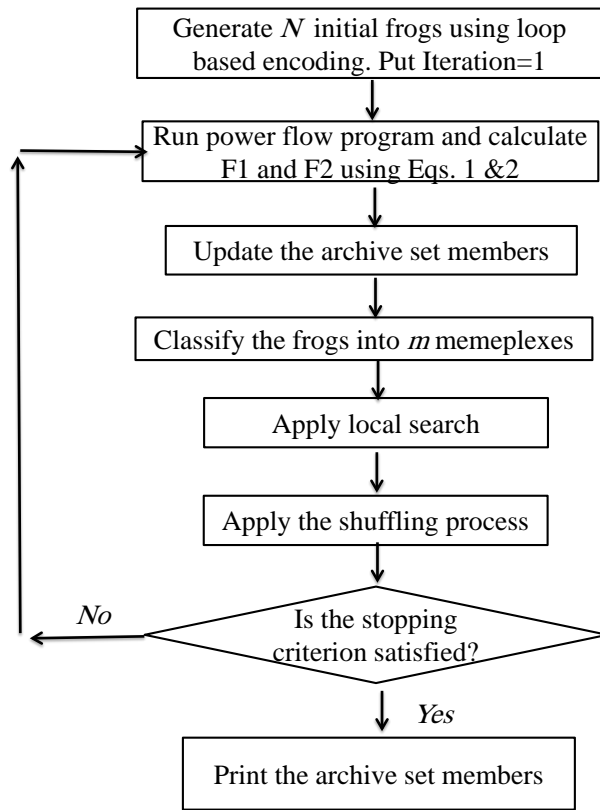 Generate N initial frogs using loop
based encoding. Put Iteration=1
Run power flow program and calculate
F1 and F2 using Eqs. 1 &2
Update the archive set members
Classify the frogs into m memeplexes
Apply local search
Apply the shuffling process
No
Is the stopping
criterion satisfied?
Yes
Print the archive set members